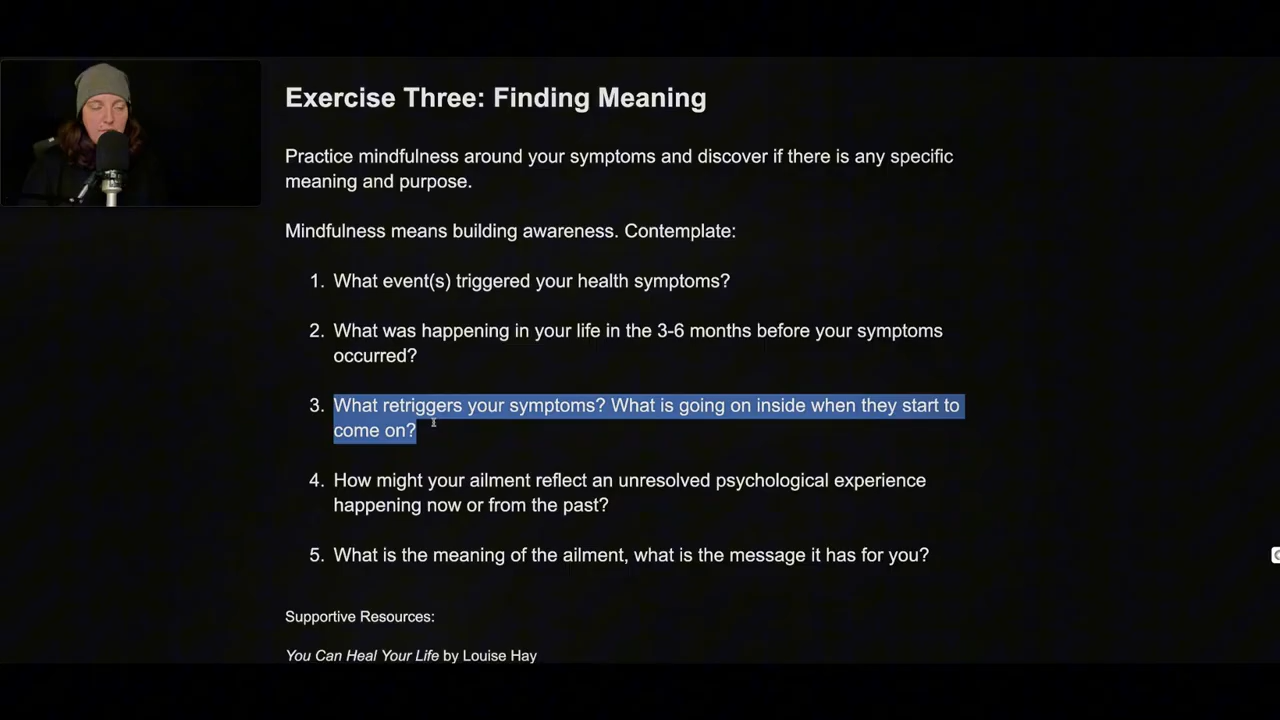 Exercise Three: Finding Meaning
Practice mindfulness around your symptoms and discover if there is any specific
meaning and purpose.
Mindfulness means building awareness. Contemplate:
1. What event(s) triggered your health symptoms?
2. What was happening in your life in the 3-6 months before your symptoms
occurred?
3. What retriggers your symptoms? What is going on inside when they start to
come on?
4. How might your ailment reflect an unresolved psychological experience
happening now or from the past?
5. What is the meaning of the ailment, what is the message it has for you?
Supportive Resources:
You Can Heal Your Life by Louise Hay